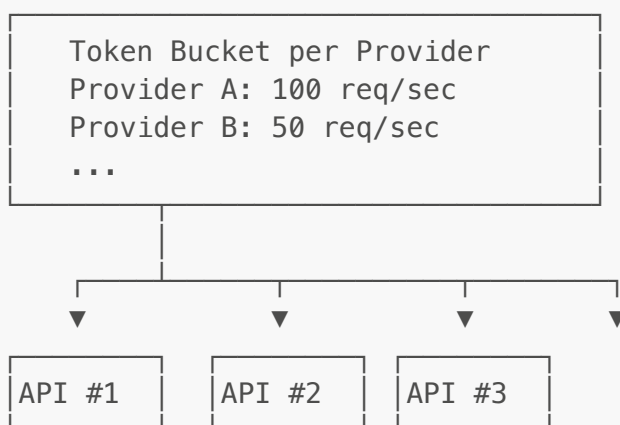 Token Bucket per Provider
Provider A: 100 req/sec
Provider B: 50 req/sec
...
API #1 API #2 API #3